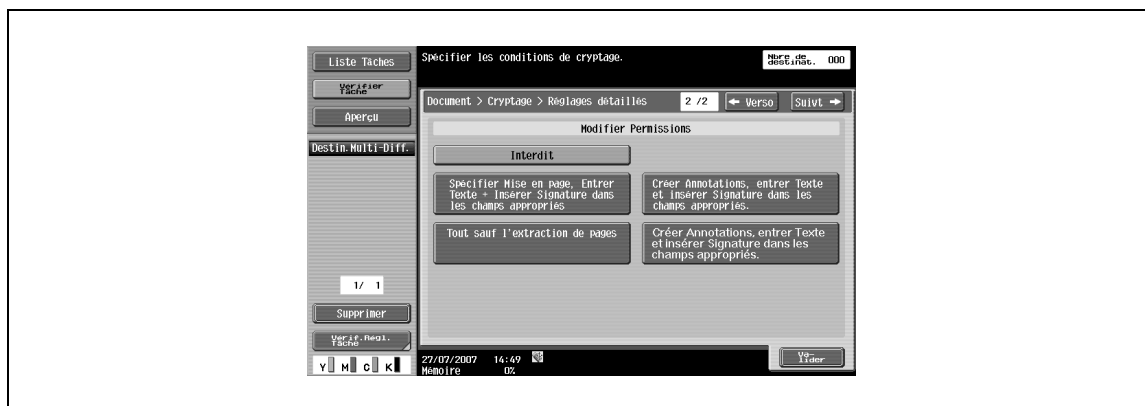 Liste Tâches
Vérifier
Tâche
Aperçu
Destin.Multi-Diff.
1/ 1
Supprimer
Vérif.Régl.
Tâche
Y M C K
Spécifier les conditions de cryptage.
Nbre de
destinat. 000
Document > Cryptage > Réglages détaillés 2 /2 ← Verso Suivt →
Modifier Permissions
Interdit
Spécifier Mise en page, Entrer
Texte + Insérer Signature dans
les champs appropriés
Créer Annotations, entrer Texte
et insérer Signature dans les
champs appropriés.
Tout sauf l'extraction de pages
Créer Annotations, entrer Texte
et insérer Signature dans les
champs appropriés.
27/07/2007 14:49
Mémoire 0%
Va-
lider